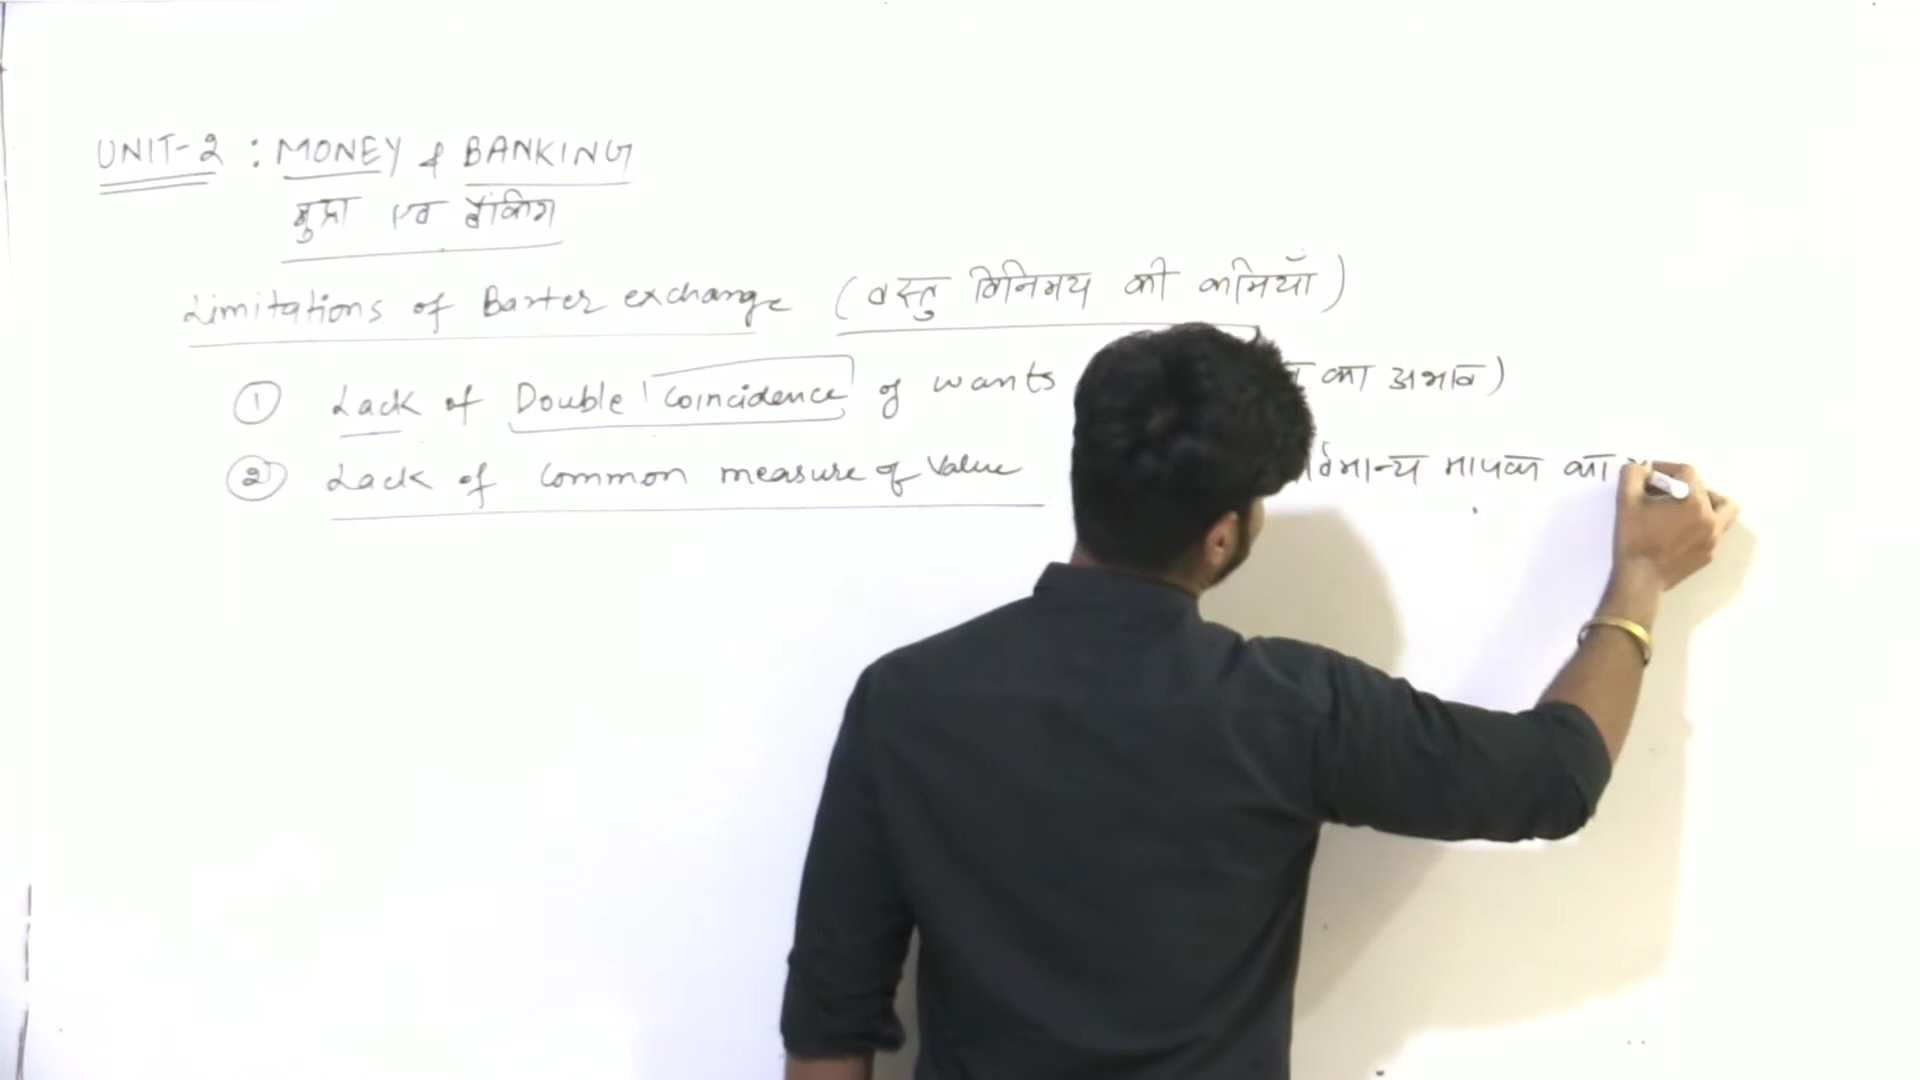 UNIT-2 : MONEY & BANKING
मुद्रा एवं बैंकिंग
Limitations of Barter exchange (वस्तु विनिमय की कमियाँ)
① Lack of Double Coincidence of wants का अभाव)
② Lack of Common measure of Value मापक का